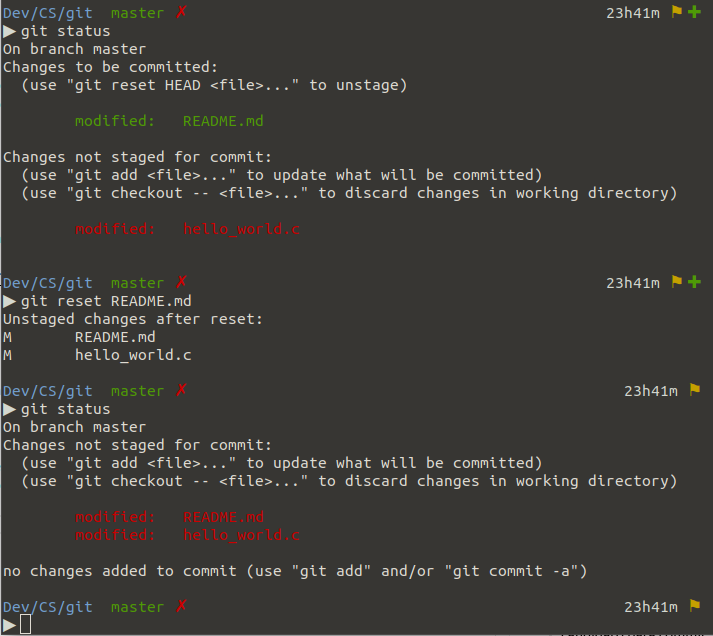 Dev/CS/git master ✗ 23h41m ⚑ ✚
▶ git status
On branch master
Changes to be committed:
  (use "git reset HEAD <file>..." to unstage)
        modified:   README.md
Changes not staged for commit:
  (use "git add <file>..." to update what will be committed)
  (use "git checkout -- <file>..." to discard changes in working directory)
        modified:   hello_world.c
Dev/CS/git master ✗ 23h41m ⚑ ✚
▶ git reset README.md
Unstaged changes after reset:
M       README.md
M       hello_world.c
Dev/CS/git master ✗ 23h41m ⚑
▶ git status
On branch master
Changes not staged for commit:
  (use "git add <file>..." to update what will be committed)
  (use "git checkout -- <file>..." to discard changes in working directory)
        modified:   README.md
        modified:   hello_world.c
no changes added to commit (use "git add" and/or "git commit -a")
Dev/CS/git master ✗ 23h41m ⚑
▶